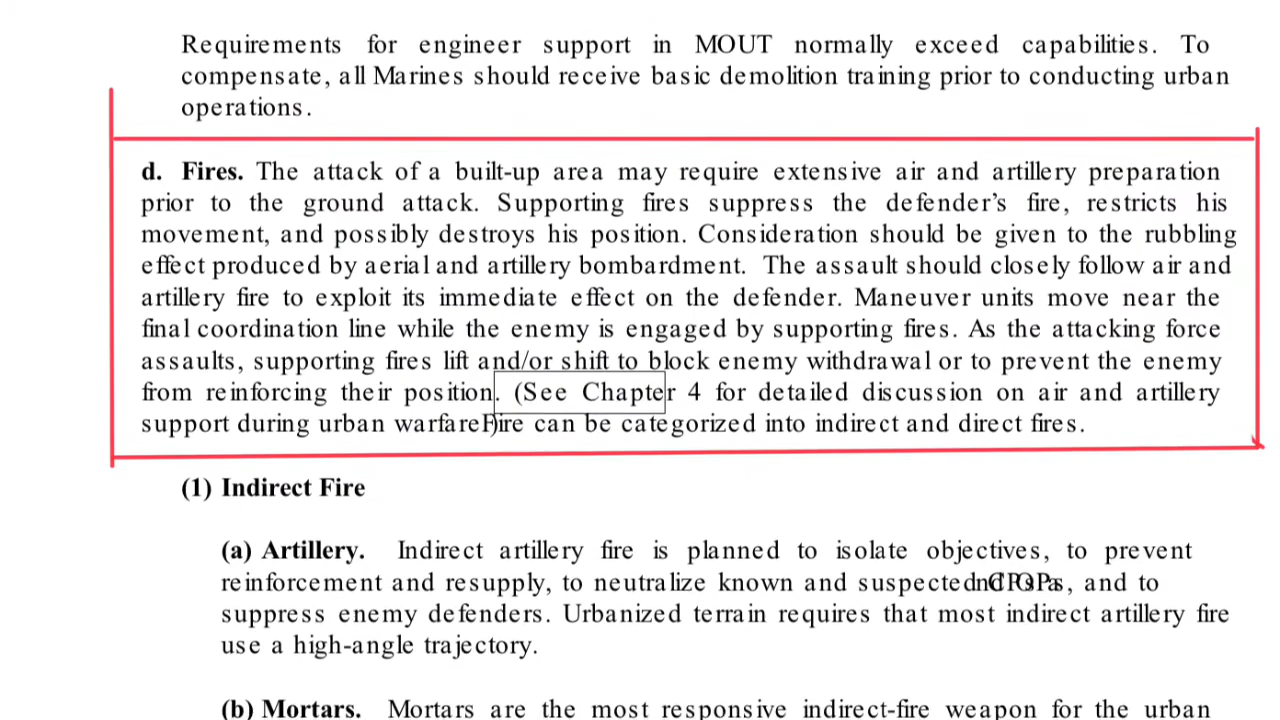 Requirements for engineer support in MOUT normally exceed capabilities. To
compensate, all Marines should receive basic demolition training prior to conducting urban
operations.
d. Fires. The attack of a built-up area may require extensive air and artillery preparation
prior to the ground attack. Supporting fires suppress the defender's fire, restricts his
movement, and possibly destroys his position. Consideration should be given to the rubbling
effect produced by aerial and artillery bombardment. The assault should closely follow air and
artillery fire to exploit its immediate effect on the defender. Maneuver units move near the
final coordination line while the enemy is engaged by supporting fires. As the attacking force
assaults, supporting fires lift and/or shift to block enemy withdrawal or to prevent the enemy
from reinforcing their position. (See Chapter 4 for detailed discussion on air and artillery
support during urban warfare can be categorized into indirect and direct fires.
(1) Indirect Fire
(a) Artillery. Indirect artillery fire is planned to isolate objectives, to prevent
reinforcement and resupply, to neutralize known and suspected , and to
suppress enemy defenders. Urbanized terrain requires that most indirect artillery fire
use a high-angle trajectory.
(b) Mortars. Mortars are the most responsive indirect-fire weapon for the urban